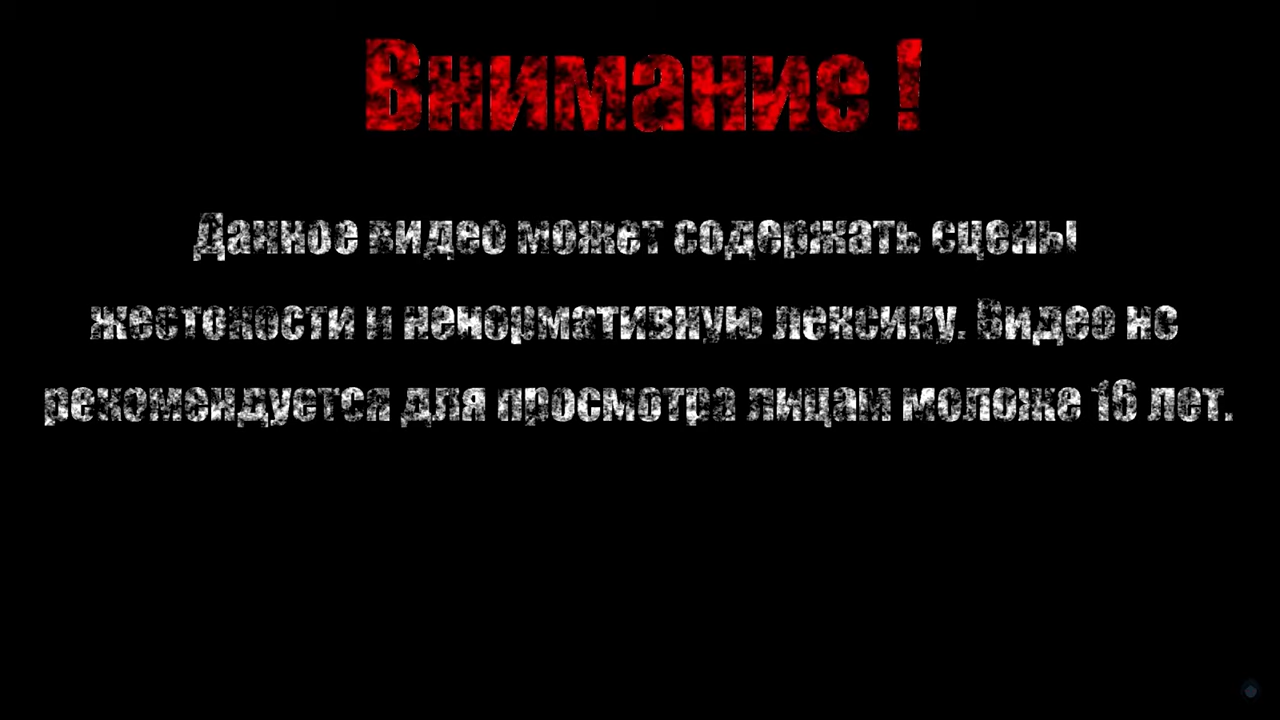 Внимание !
Данное видео может содержать сцены
жестокости и ненормативную лексику. Видео не
рекомендуется для просмотра лицам моложе 16 лет.